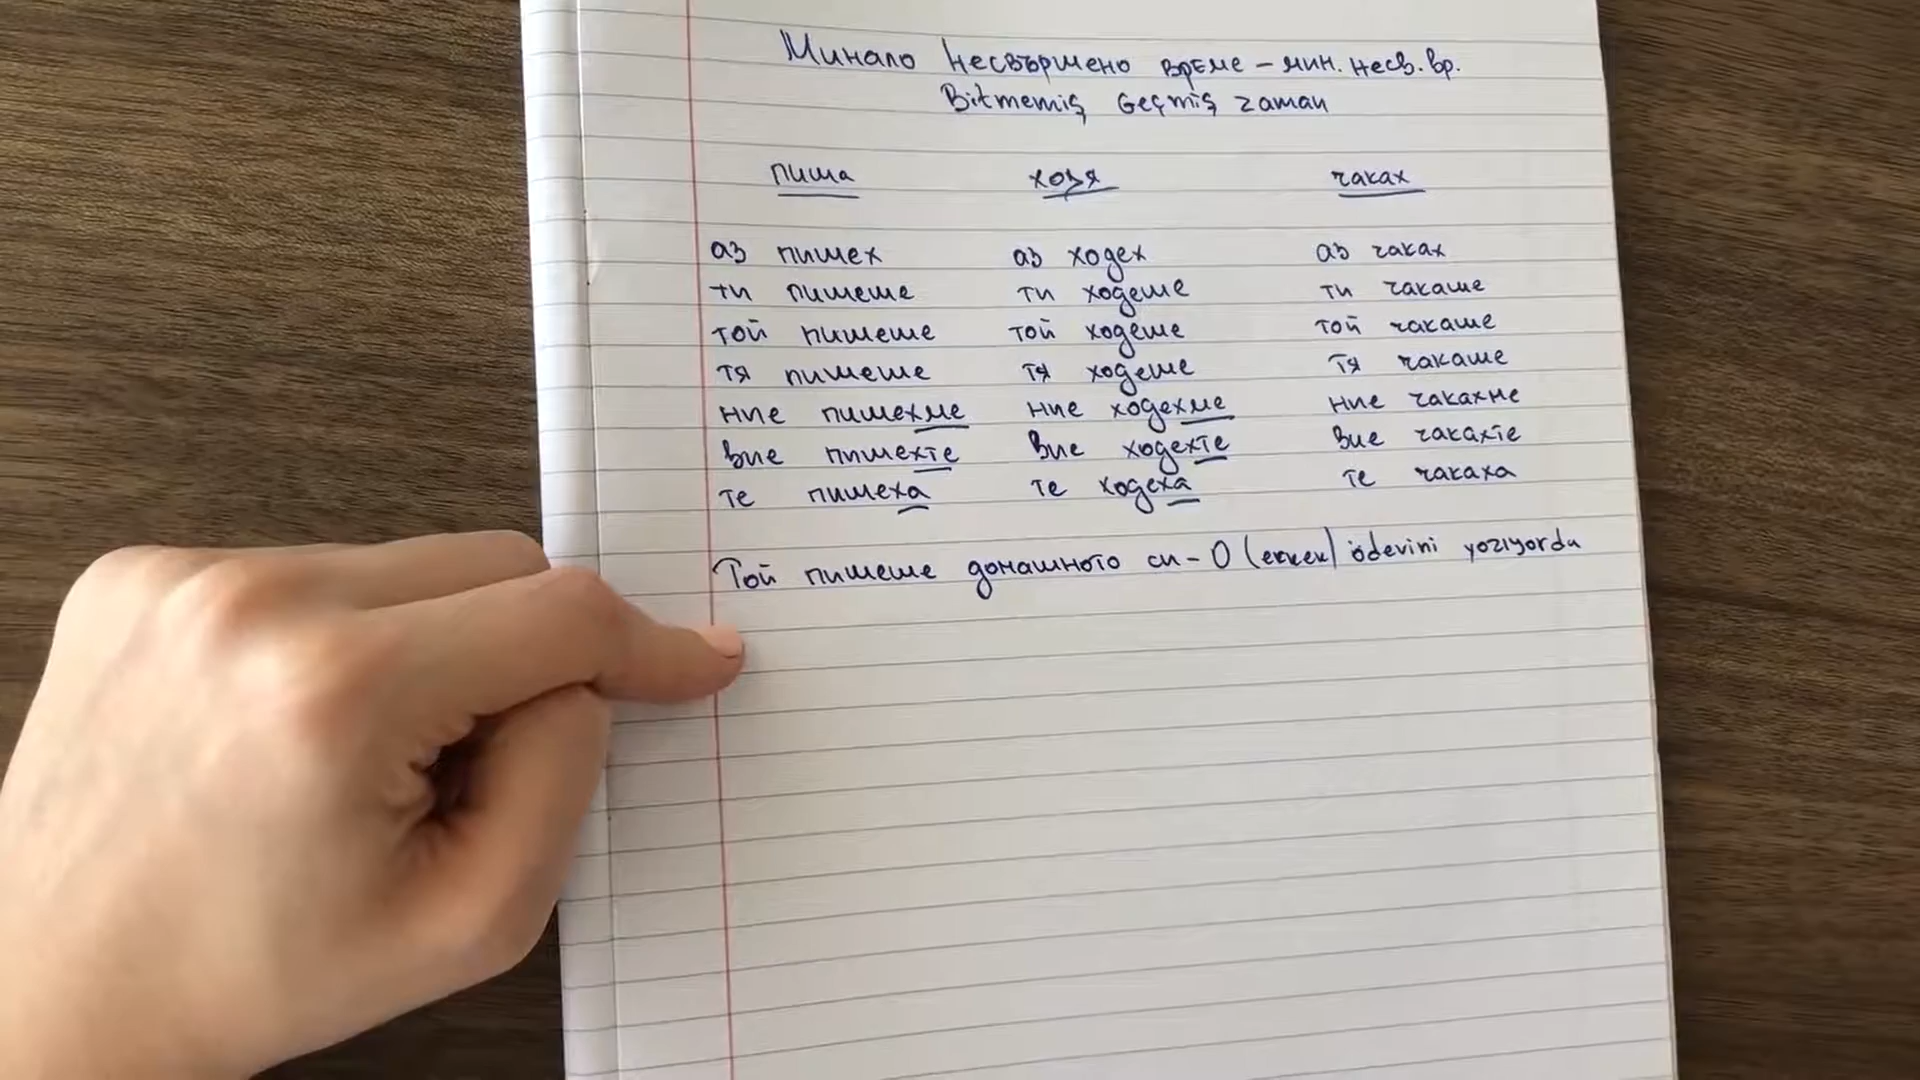 Минало Несвършено време - мин. несв. вр.
Bitmemiş Geçmiş zaman
пиша ходя чаках
аз пишех аз ходех аз чаках
ти пишеше ти ходеше ти чакаше
той пишеше той ходеше той чакаше
тя пишеше тя ходеше тя чакаше
ние пишехме ние ходехме ние чакахме
вие пишехте вие ходехте вие чакахте
те пишеха те ходеха те чакаха
Той пишеше домашното си - O (erkek) ödevini yazıyordu